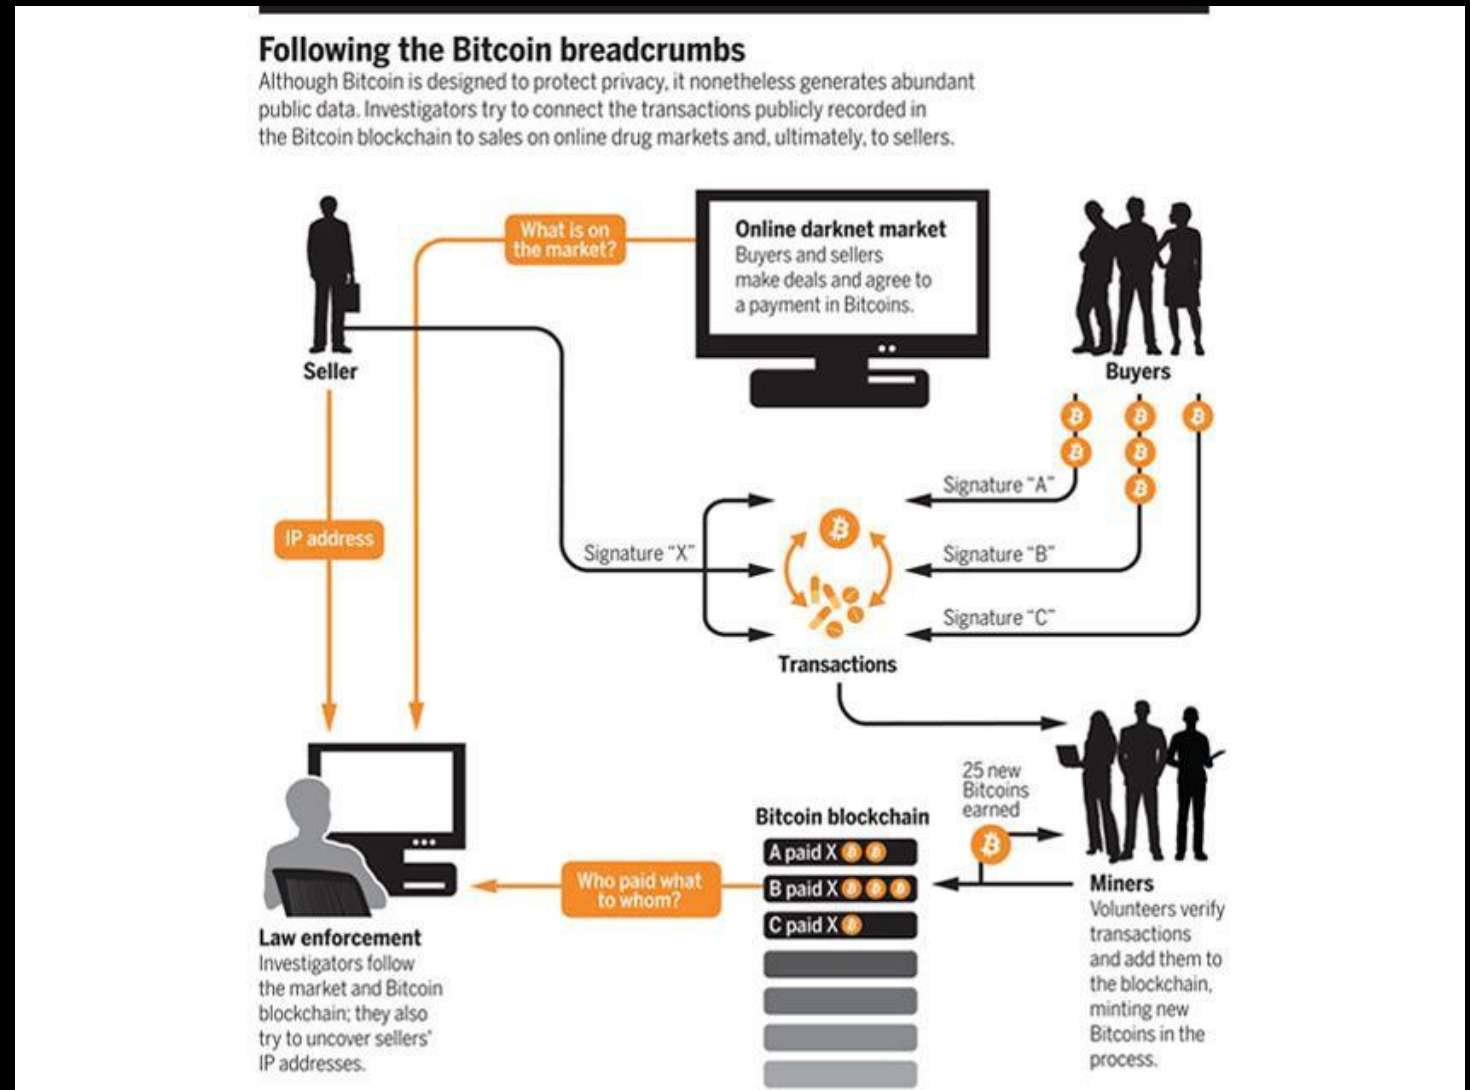 Following the Bitcoin breadcrumbs
Although Bitcoin is designed to protect privacy, it nonetheless generates abundant
public data. Investigators try to connect the transactions publicly recorded in
the Bitcoin blockchain to sales on online drug markets and, ultimately, to sellers.
What is on
the market?
Online darknet market
Buyers and sellers
make deals and agree to
a payment in Bitcoins.
Seller
Buyers
IP address
Signature "X"
Signature "A"
Signature "B"
Signature "C"
Transactions
25 new
Bitcoins
earned
Bitcoin blockchain
A paid X
B paid X
C paid X
Who paid what
to whom?
Miners
Volunteers verify
transactions
and add them to
the blockchain,
minting new
Bitcoins in the
process.
Law enforcement
Investigators follow
the market and Bitcoin
blockchain; they also
try to uncover sellers'
IP addresses.